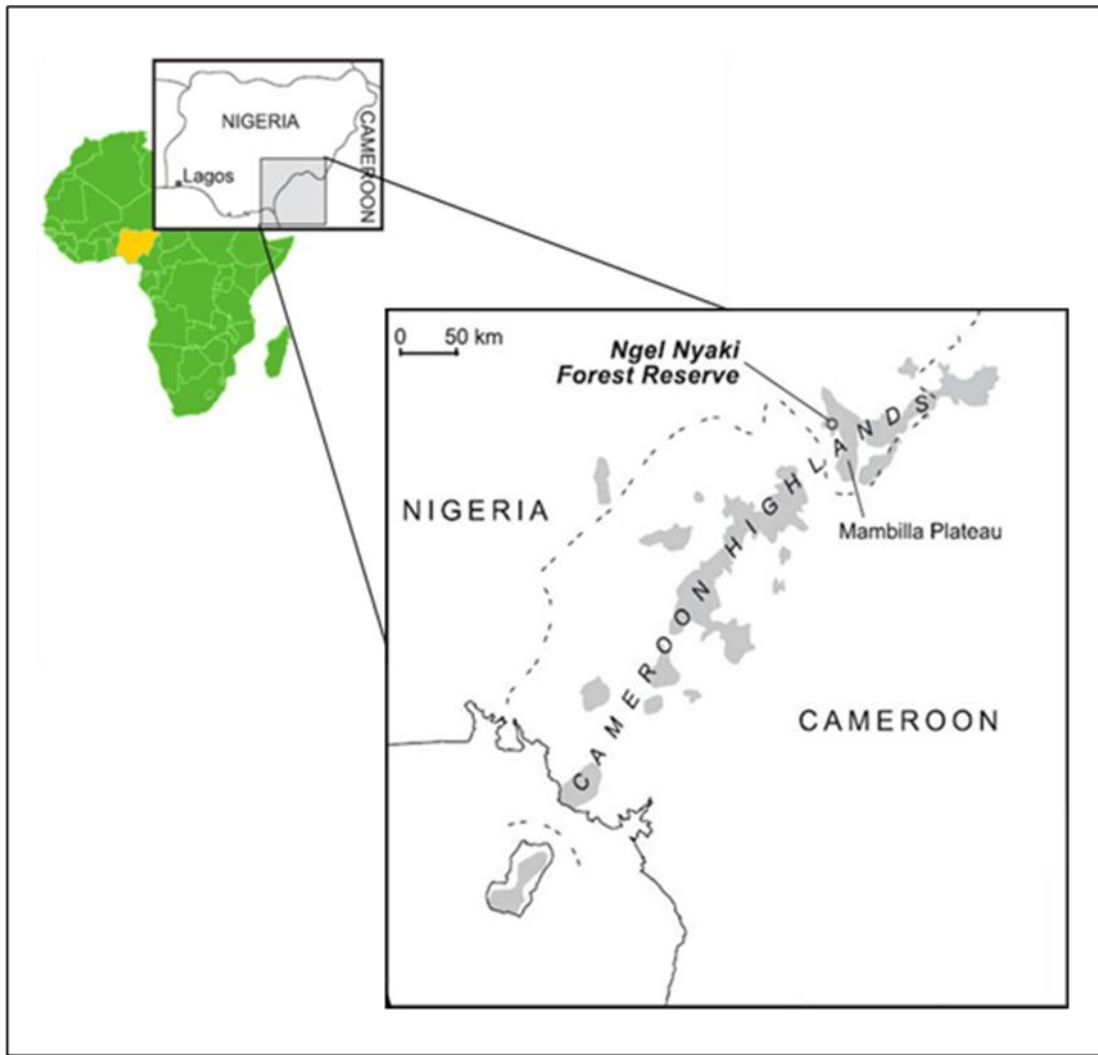 NIGERIA
CAMEROON
Lagos
0 50 km
Ngel Nyaki
Forest Reserve
CAMEROON HIGHLANDS
NIGERIA
Mambilla Plateau
CAMEROON